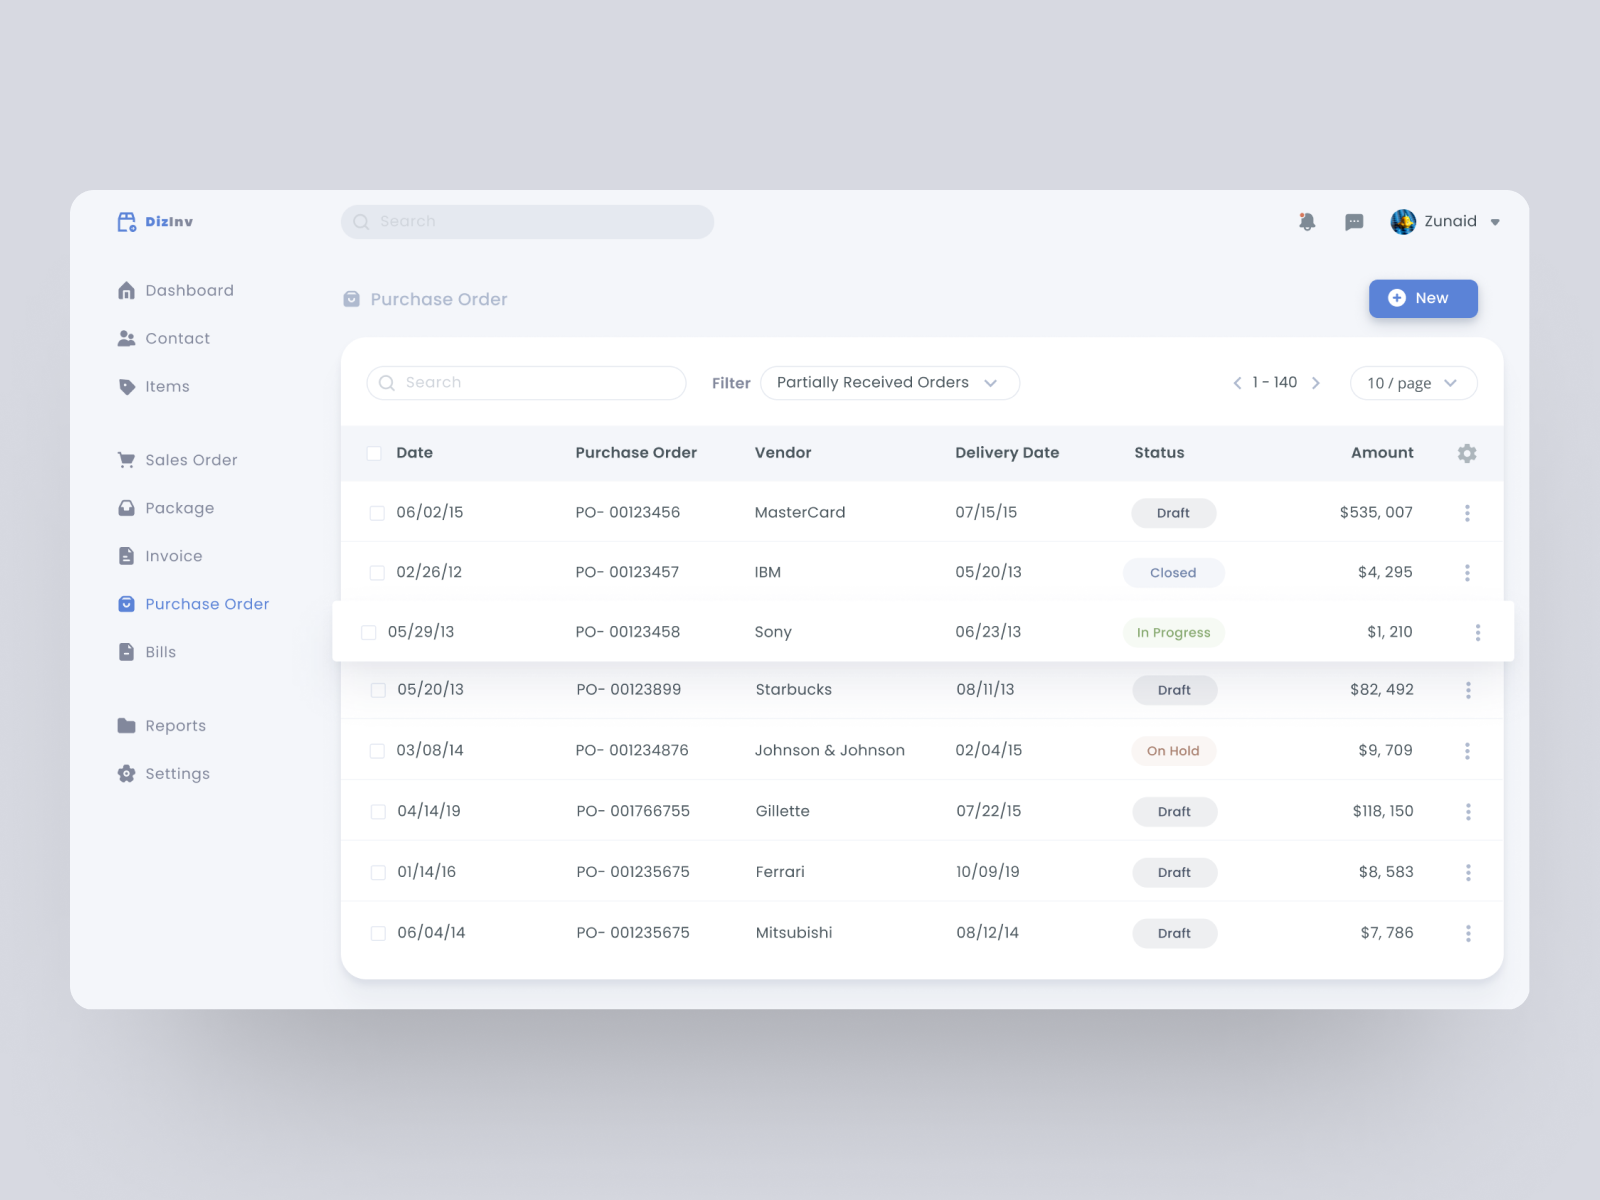 DizInv
Search
Zunaid
Dashboard
Contact
Items
Sales Order
Package
Invoice
Purchase Order
Bills
Reports
Settings
Purchase Order
New
Search
Filter Partially Received Orders 1 - 140 10 / page
Date Purchase Order Vendor Delivery Date Status Amount
06/02/15 PO- 00123456 MasterCard 07/15/15 Draft $535, 007
02/26/12 PO- 00123457 IBM 05/20/13 Closed $4, 295
05/29/13 PO- 00123458 Sony 06/23/13 In Progress $1, 210
05/20/13 PO- 00123899 Starbucks 08/11/13 Draft $82, 492
03/08/14 PO- 001234876 Johnson & Johnson 02/04/15 On Hold $9, 709
04/14/19 PO- 001766755 Gillette 07/22/15 Draft $118, 150
01/14/16 PO- 001235675 Ferrari 10/09/19 Draft $8, 583
06/04/14 PO- 001235675 Mitsubishi 08/12/14 Draft $7, 786